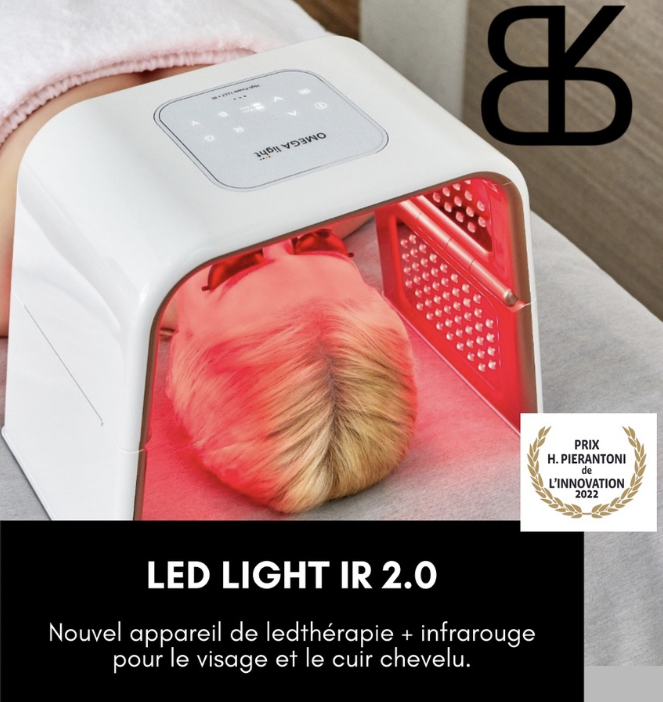 OMEGA light
PRIX
H. PIERANTONI
de
L'INNOVATION
2022
LED LIGHT IR 2.0
Nouvel appareil de ledthérapie + infrarouge
pour le visage et le cuir chevelu.